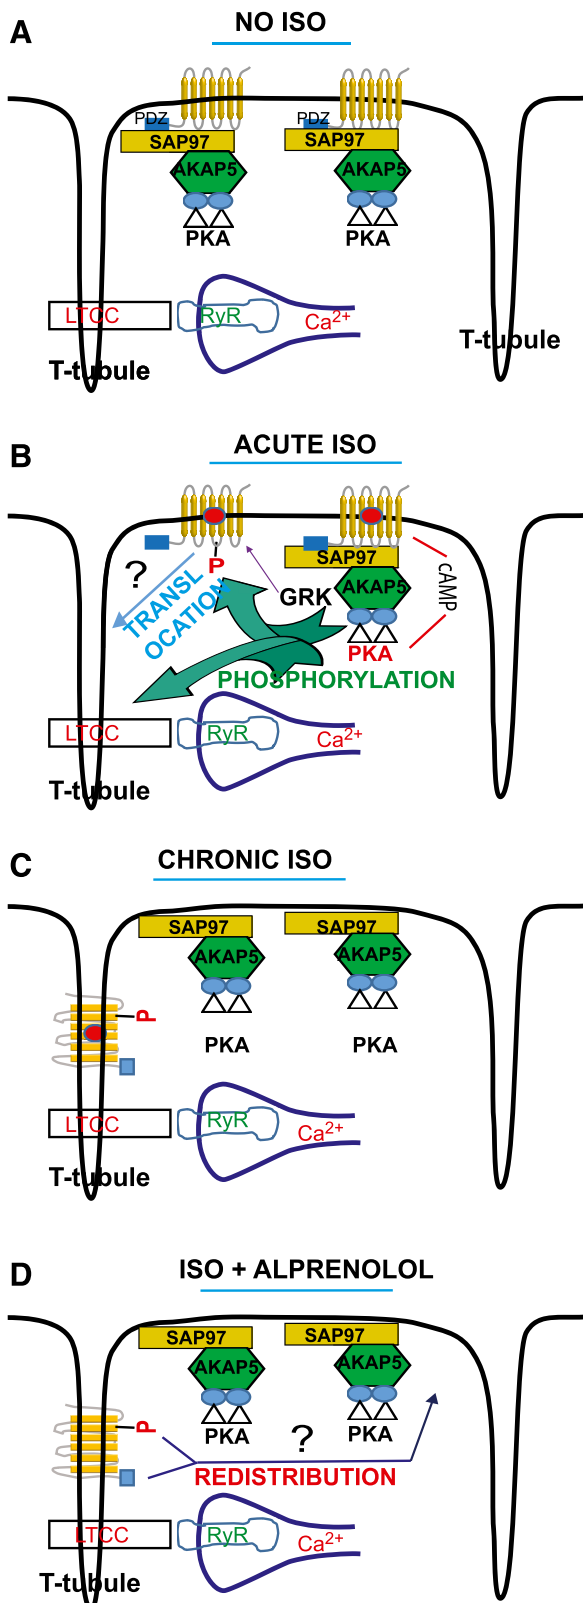 A
NO ISO
PDZ
PDZ
SAP97
SAP97
AKAP5
AKAP5
PKA
PKA
LTCC
RyR
Ca2+
T-tubule
T-tubule
B
ACUTE ISO
?
P
SAP97
cAMP
TRANSL
OCATION
GRK
AKAP5
PKA
PHOSPHORYLATION
LTCC
RyR
Ca2+
T-tubule
C
CHRONIC ISO
SAP97
SAP97
AKAP5
AKAP5
P
PKA
PKA
LTCC
RyR
Ca2+
T-tubule
D
ISO + ALPRENOLOL
SAP97
SAP97
AKAP5
AKAP5
P
PKA
PKA
?
REDISTRIBUTION
LTCC
RyR
Ca2+
T-tubule